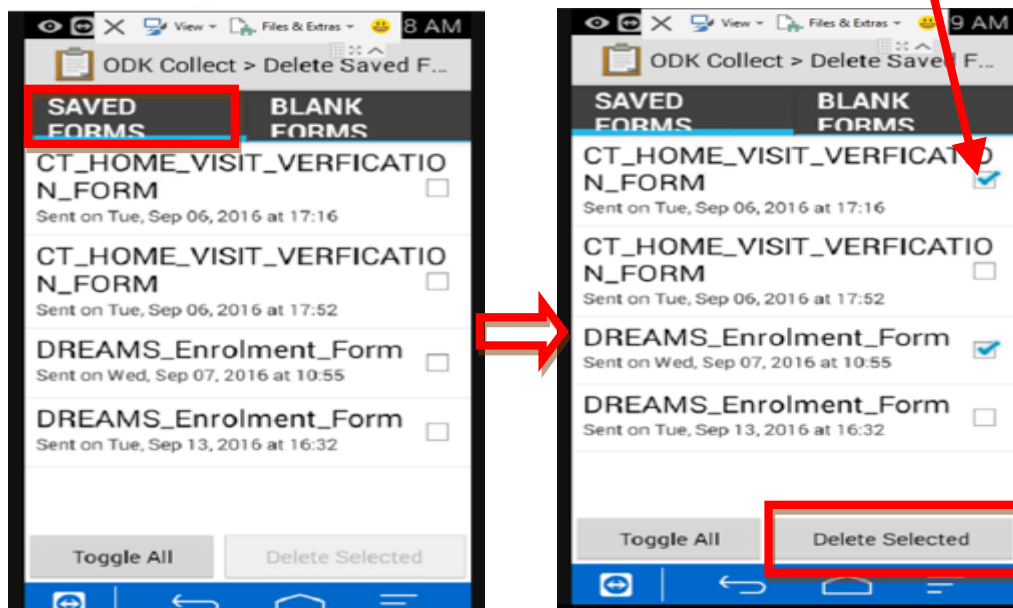 View Files & Extras 8 AM
ODK Collect > Delete Saved F...
SAVED FORMS BLANK FORMS
CT_HOME_VISIT_VERFICATIO
N_FORM
Sent on Tue, Sep 06, 2016 at 17:16
CT_HOME_VISIT_VERFICATIO
N_FORM
Sent on Tue, Sep 06, 2016 at 17:52
DREAMS_Enrolment_Form
Sent on Wed, Sep 07, 2016 at 10:55
DREAMS_Enrolment_Form
Sent on Tue, Sep 13, 2016 at 16:32
Toggle All Delete Selected
View Files & Extras 9 AM
ODK Collect > Delete Saved F...
SAVED FORMS BLANK FORMS
CT_HOME_VISIT_VERFICATIO
N_FORM
Sent on Tue, Sep 06, 2016 at 17:16
CT_HOME_VISIT_VERFICATIO
N_FORM
Sent on Tue, Sep 06, 2016 at 17:52
DREAMS_Enrolment_Form
Sent on Wed, Sep 07, 2016 at 10:55
DREAMS_Enrolment_Form
Sent on Tue, Sep 13, 2016 at 16:32
Toggle All Delete Selected